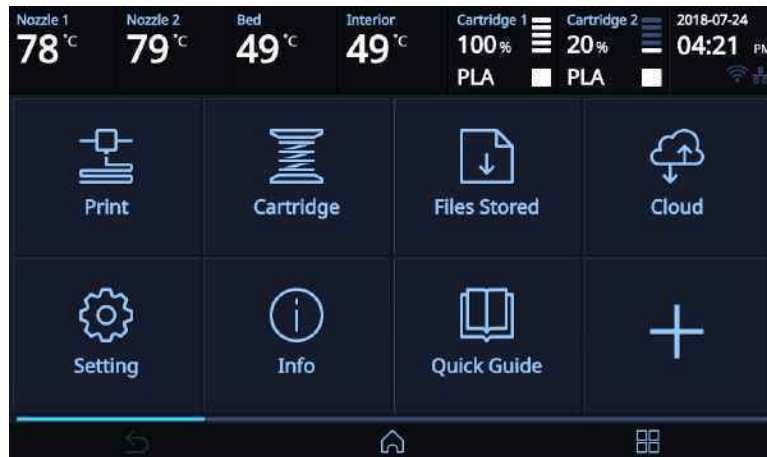 Nozzle 1 Nozzle 2 Bed Interior Cartridge 1 Cartridge 2 2018-07-24
78 °C 79 °C 49 °C 49 °C 100 % 20 % 04:21 PM
PLA PLA
Print Cartridge Files Stored Cloud
Setting Info Quick Guide